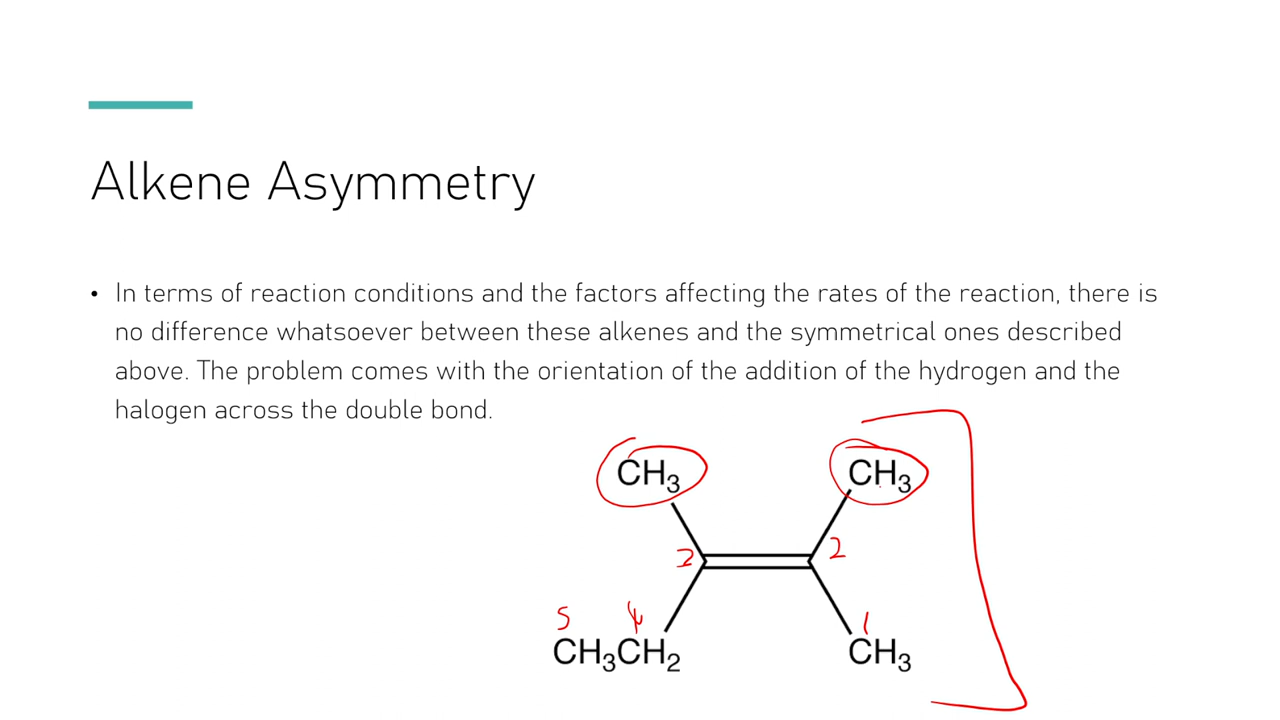 Alkene Asymmetry
• In terms of reaction conditions and the factors affecting the rates of the reaction, there is
no difference whatsoever between these alkenes and the symmetrical ones described
above. The problem comes with the orientation of the addition of the hydrogen and the
halogen across the double bond.
CH₃ CH₃
3 2
5 4 1
CH₃CH₂ CH₃